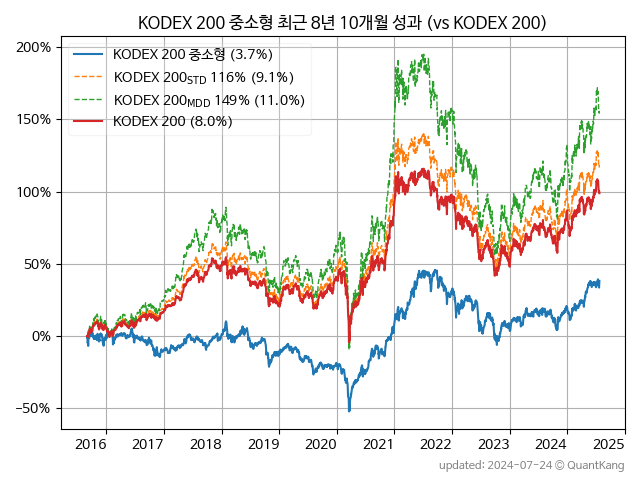 KODEX 200 중소형 최근 8년 10개월 성과 (vs KODEX 200)
200%
150%
100%
50%
0%
−50%
KODEX 200 중소형 (3.7%)
KODEX 200STD 116% (9.1%)
KODEX 200MDD 149% (11.0%)
KODEX 200 (8.0%)
2016 2017 2018 2019 2020 2021 2022 2023 2024 2025
updated: 2024-07-24 © QuantKang